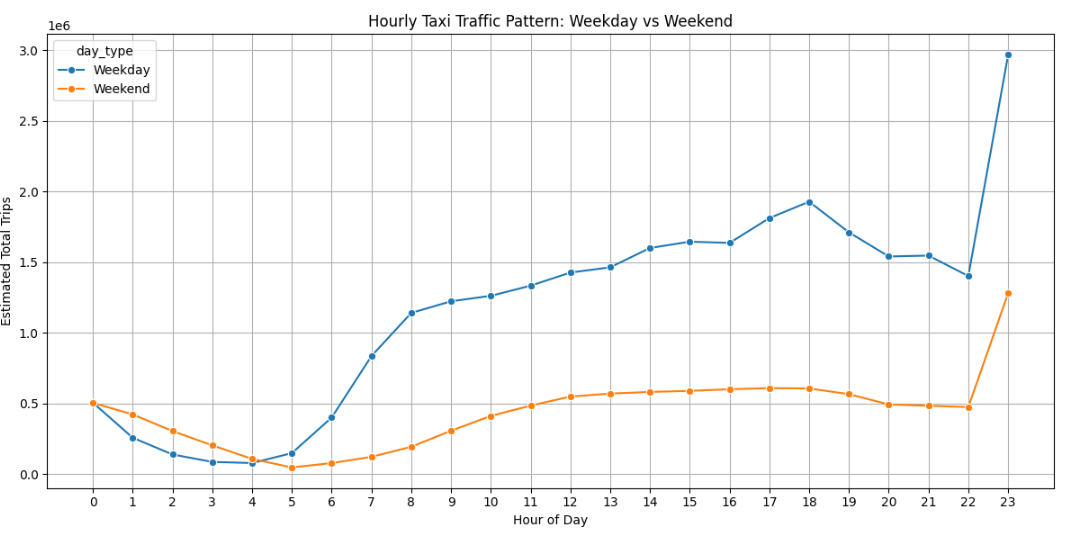 Hourly Taxi Traffic Pattern: Weekday vs Weekend
1e6
day_type
Weekday
Weekend
3.0
2.5
2.0
1.5
1.0
0.5
0.0
Estimated Total Trips
0 1 2 3 4 5 6 7 8 9 10 11 12 13 14 15 16 17 18 19 20 21 22 23
Hour of Day